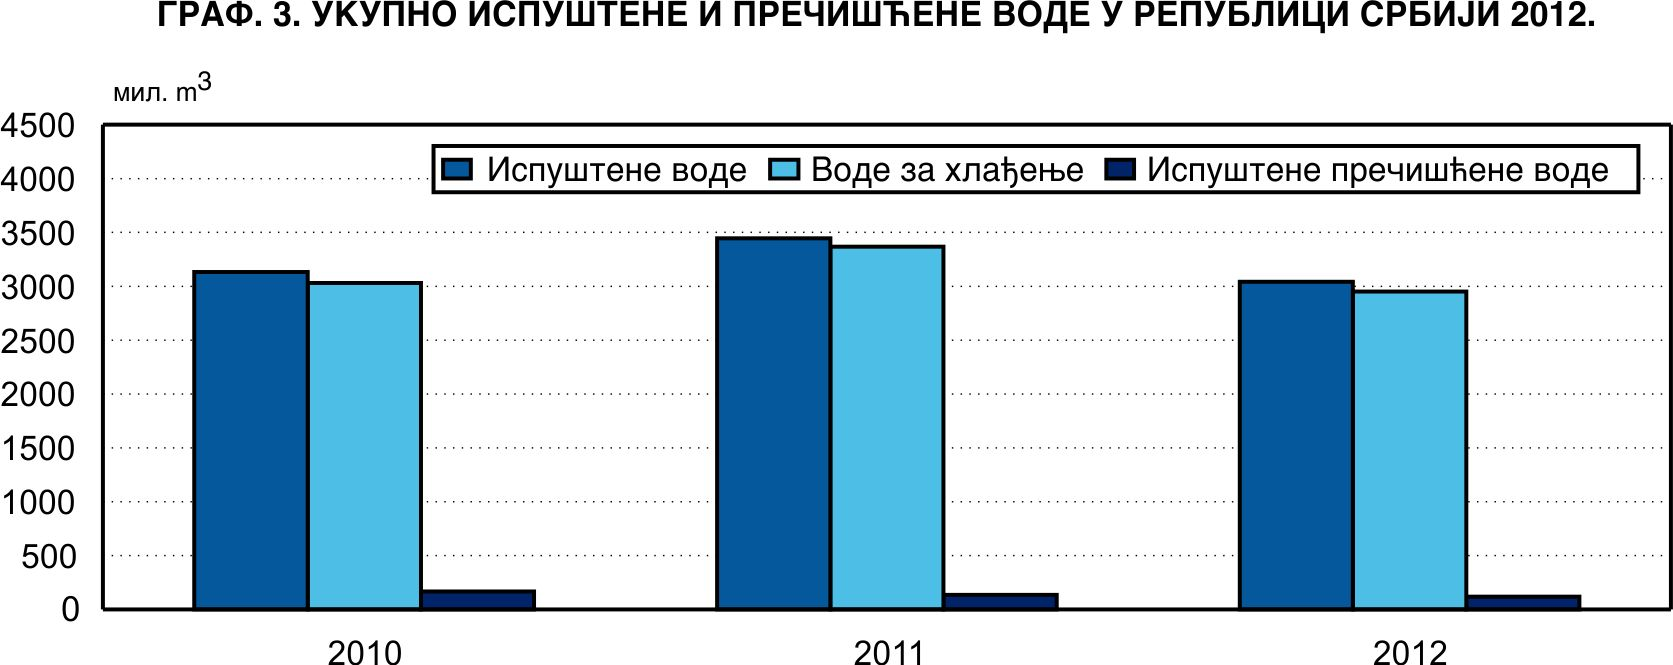 ГРАФ. 3. УКУПНО ИСПУШТЕНЕ И ПРЕЧИШЋЕНЕ ВОДЕ У РЕПУБЛИЦИ СРБИЈИ 2012.
мил. m³
4500
Испуштене воде Воде за хлађење Испуштене пречишћене воде
4000
3500
3000
2500
2000
1500
1000
500
0
2010 2011 2012